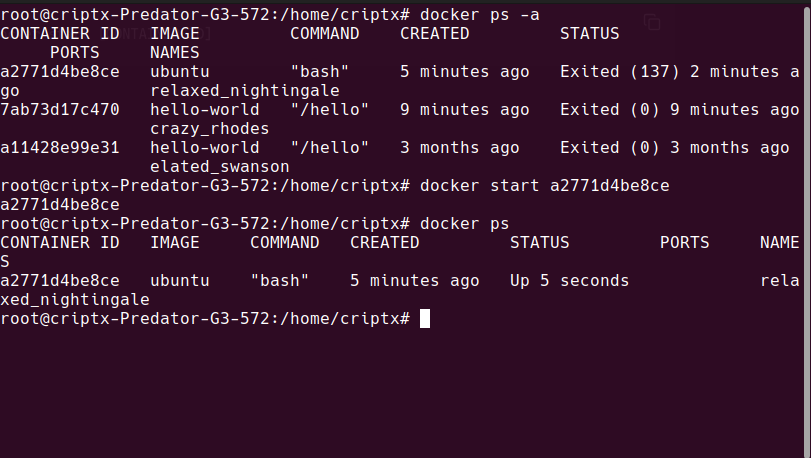 root@criptx-Predator-G3-572:/home/criptx# docker ps -a
CONTAINER ID   IMAGE         COMMAND    CREATED         STATUS
     PORTS     NAMES
a2771d4be8ce   ubuntu        "bash"     5 minutes ago   Exited (137) 2 minutes a
go             relaxed_nightingale
7ab73d17c470   hello-world   "/hello"   9 minutes ago   Exited (0) 9 minutes ago
               crazy_rhodes
a11428e99e31   hello-world   "/hello"   3 months ago    Exited (0) 3 months ago
               elated_swanson
root@criptx-Predator-G3-572:/home/criptx# docker start a2771d4be8ce
a2771d4be8ce
root@criptx-Predator-G3-572:/home/criptx# docker ps
CONTAINER ID   IMAGE     COMMAND   CREATED         STATUS         PORTS     NAME
S
a2771d4be8ce   ubuntu    "bash"    5 minutes ago   Up 5 seconds             rela
xed_nightingale
root@criptx-Predator-G3-572:/home/criptx#